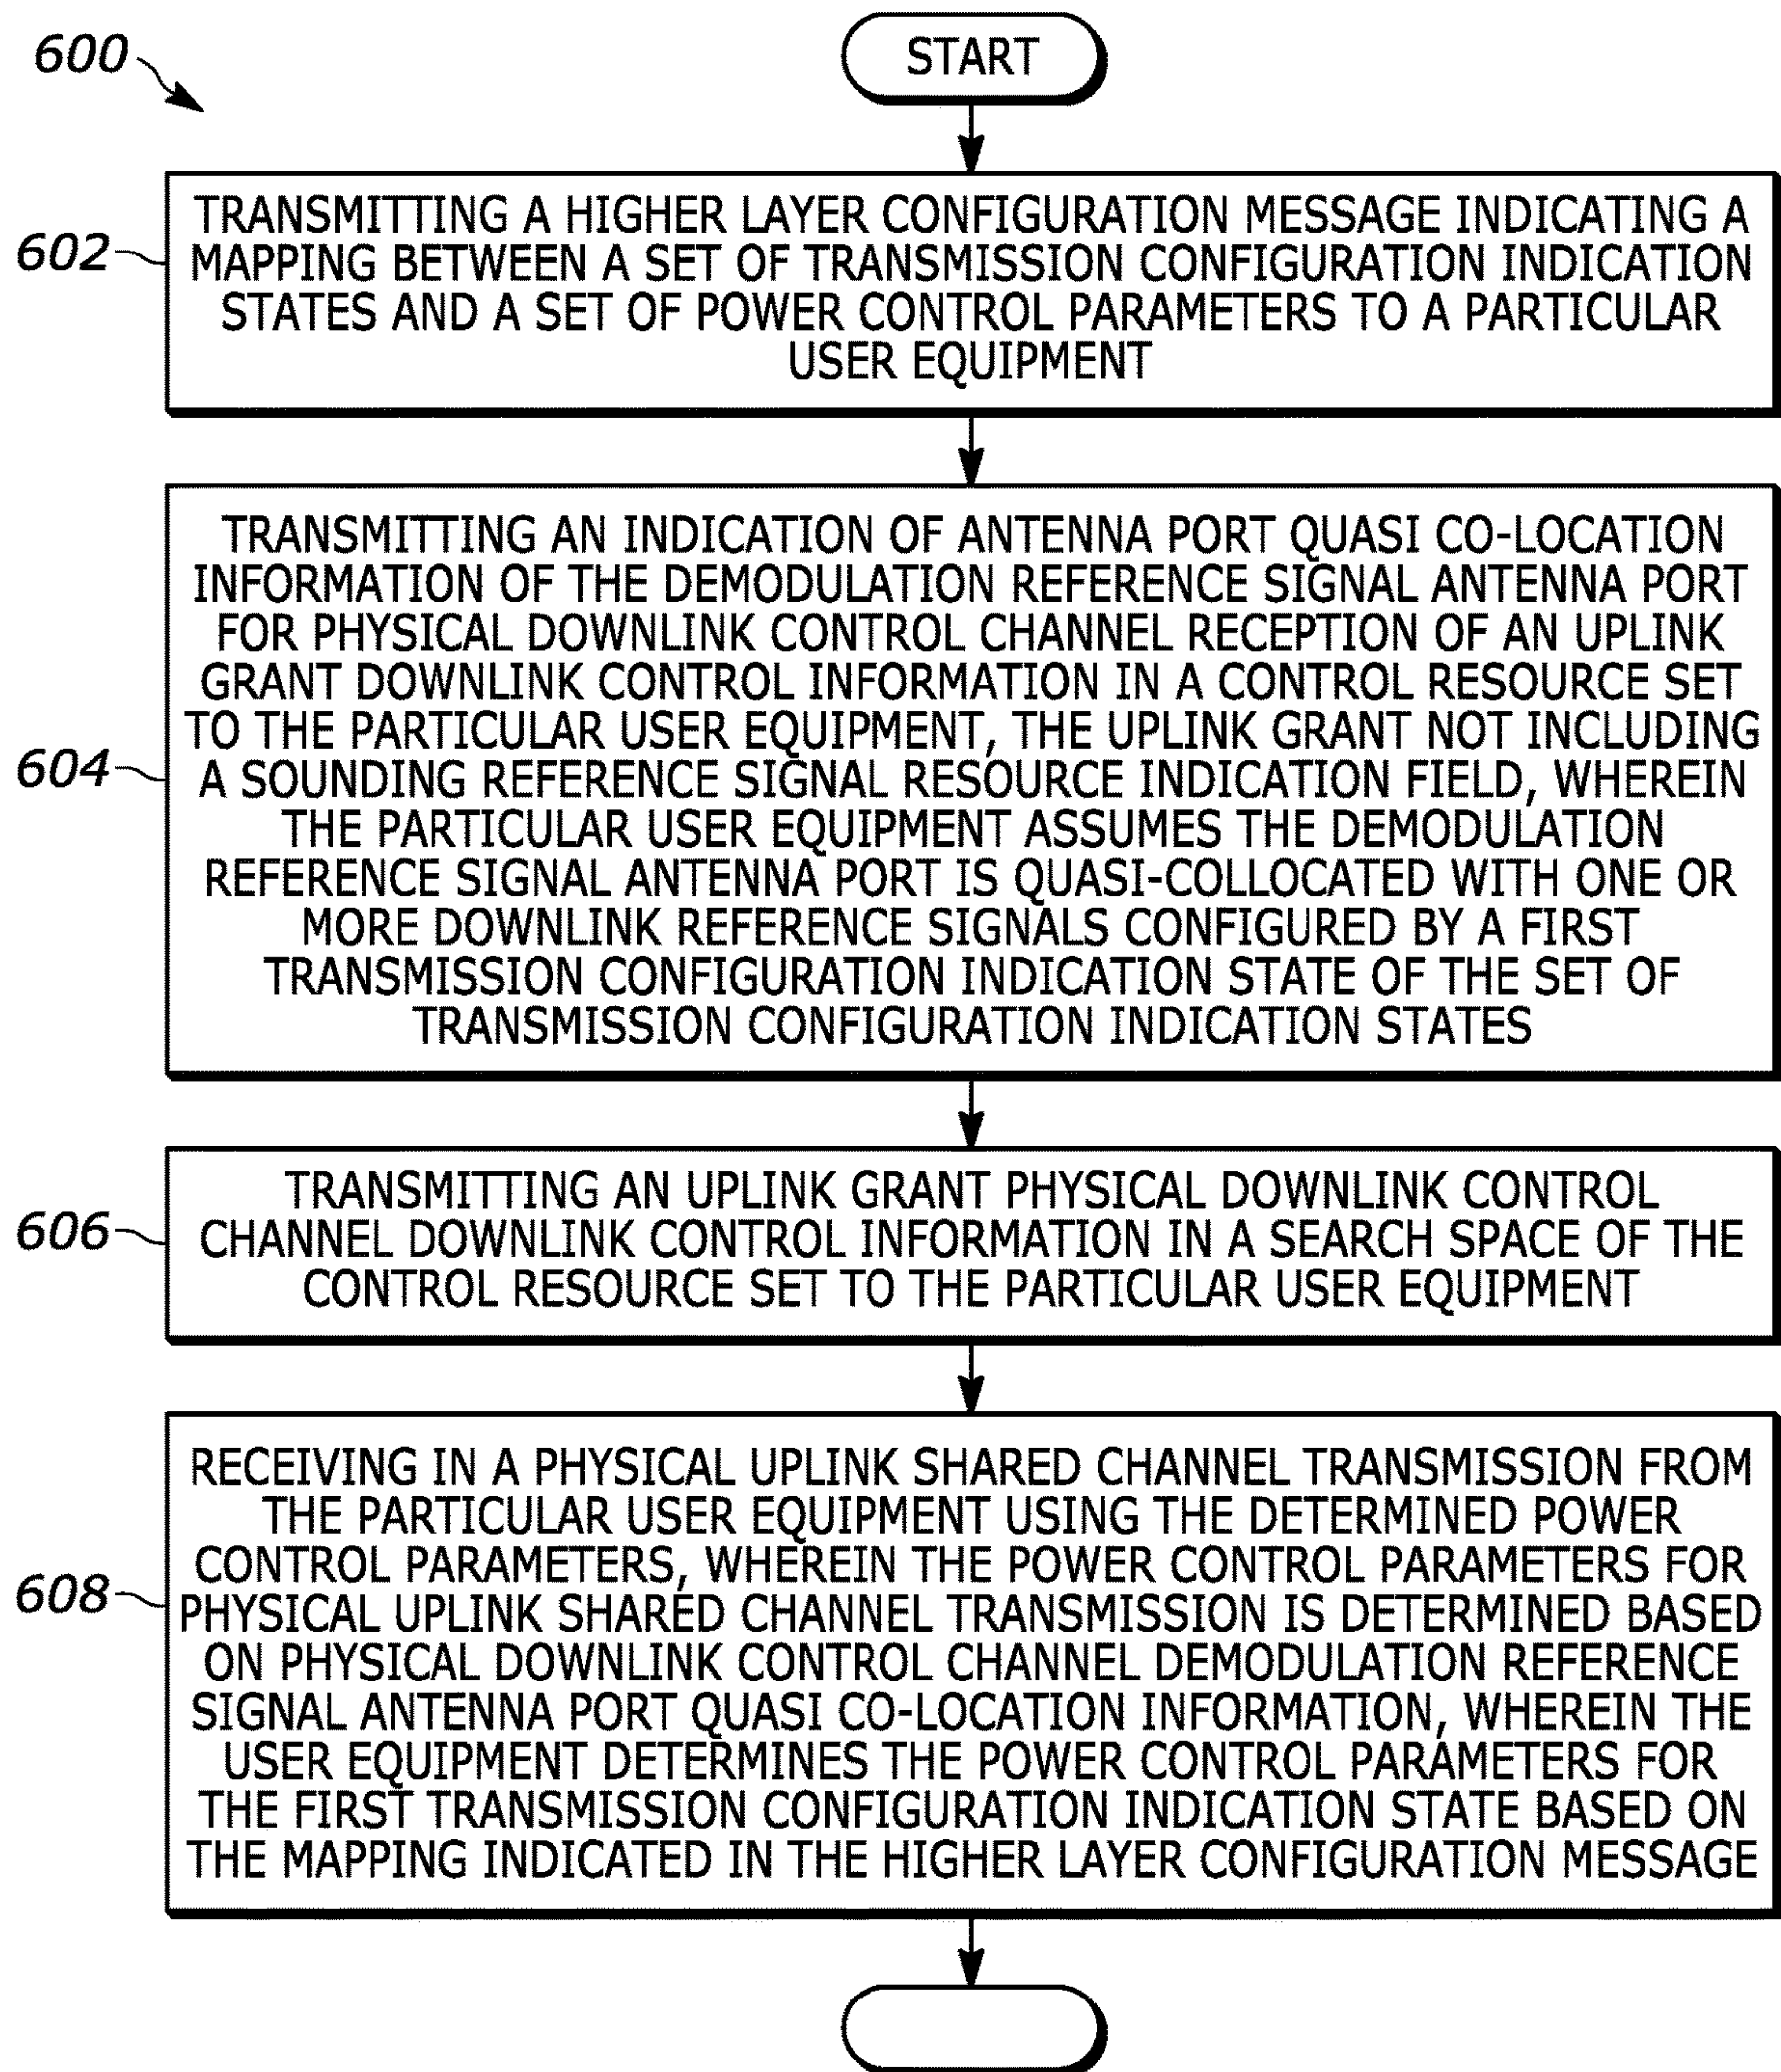 600
START
602
TRANSMITTING A HIGHER LAYER CONFIGURATION MESSAGE INDICATING A
MAPPING BETWEEN A SET OF TRANSMISSION CONFIGURATION INDICATION
STATES AND A SET OF POWER CONTROL PARAMETERS TO A PARTICULAR
USER EQUIPMENT
604
TRANSMITTING AN INDICATION OF ANTENNA PORT QUASI CO-LOCATION
INFORMATION OF THE DEMODULATION REFERENCE SIGNAL ANTENNA PORT
FOR PHYSICAL DOWNLINK CONTROL CHANNEL RECEPTION OF AN UPLINK
GRANT DOWNLINK CONTROL INFORMATION IN A CONTROL RESOURCE SET
TO THE PARTICULAR USER EQUIPMENT, THE UPLINK GRANT NOT INCLUDING
A SOUNDING REFERENCE SIGNAL RESOURCE INDICATION FIELD, WHEREIN
THE PARTICULAR USER EQUIPMENT ASSUMES THE DEMODULATION
REFERENCE SIGNAL ANTENNA PORT IS QUASI-COLLOCATED WITH ONE OR
MORE DOWNLINK REFERENCE SIGNALS CONFIGURED BY A FIRST
TRANSMISSION CONFIGURATION INDICATION STATE OF THE SET OF
TRANSMISSION CONFIGURATION INDICATION STATES
606
TRANSMITTING AN UPLINK GRANT PHYSICAL DOWNLINK CONTROL
CHANNEL DOWNLINK CONTROL INFORMATION IN A SEARCH SPACE OF THE
CONTROL RESOURCE SET TO THE PARTICULAR USER EQUIPMENT
608
RECEIVING IN A PHYSICAL UPLINK SHARED CHANNEL TRANSMISSION FROM
THE PARTICULAR USER EQUIPMENT USING THE DETERMINED POWER
CONTROL PARAMETERS, WHEREIN THE POWER CONTROL PARAMETERS FOR
PHYSICAL UPLINK SHARED CHANNEL TRANSMISSION IS DETERMINED BASED
ON PHYSICAL DOWNLINK CONTROL CHANNEL DEMODULATION REFERENCE
SIGNAL ANTENNA PORT QUASI CO-LOCATION INFORMATION, WHEREIN THE
USER EQUIPMENT DETERMINES THE POWER CONTROL PARAMETERS FOR
THE FIRST TRANSMISSION CONFIGURATION INDICATION STATE BASED ON
THE MAPPING INDICATED IN THE HIGHER LAYER CONFIGURATION MESSAGE